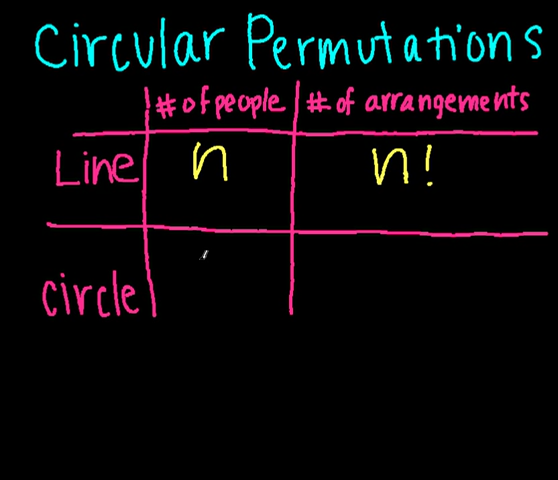 Circular Permutations
# of people # of arrangements
Line n n!
circle